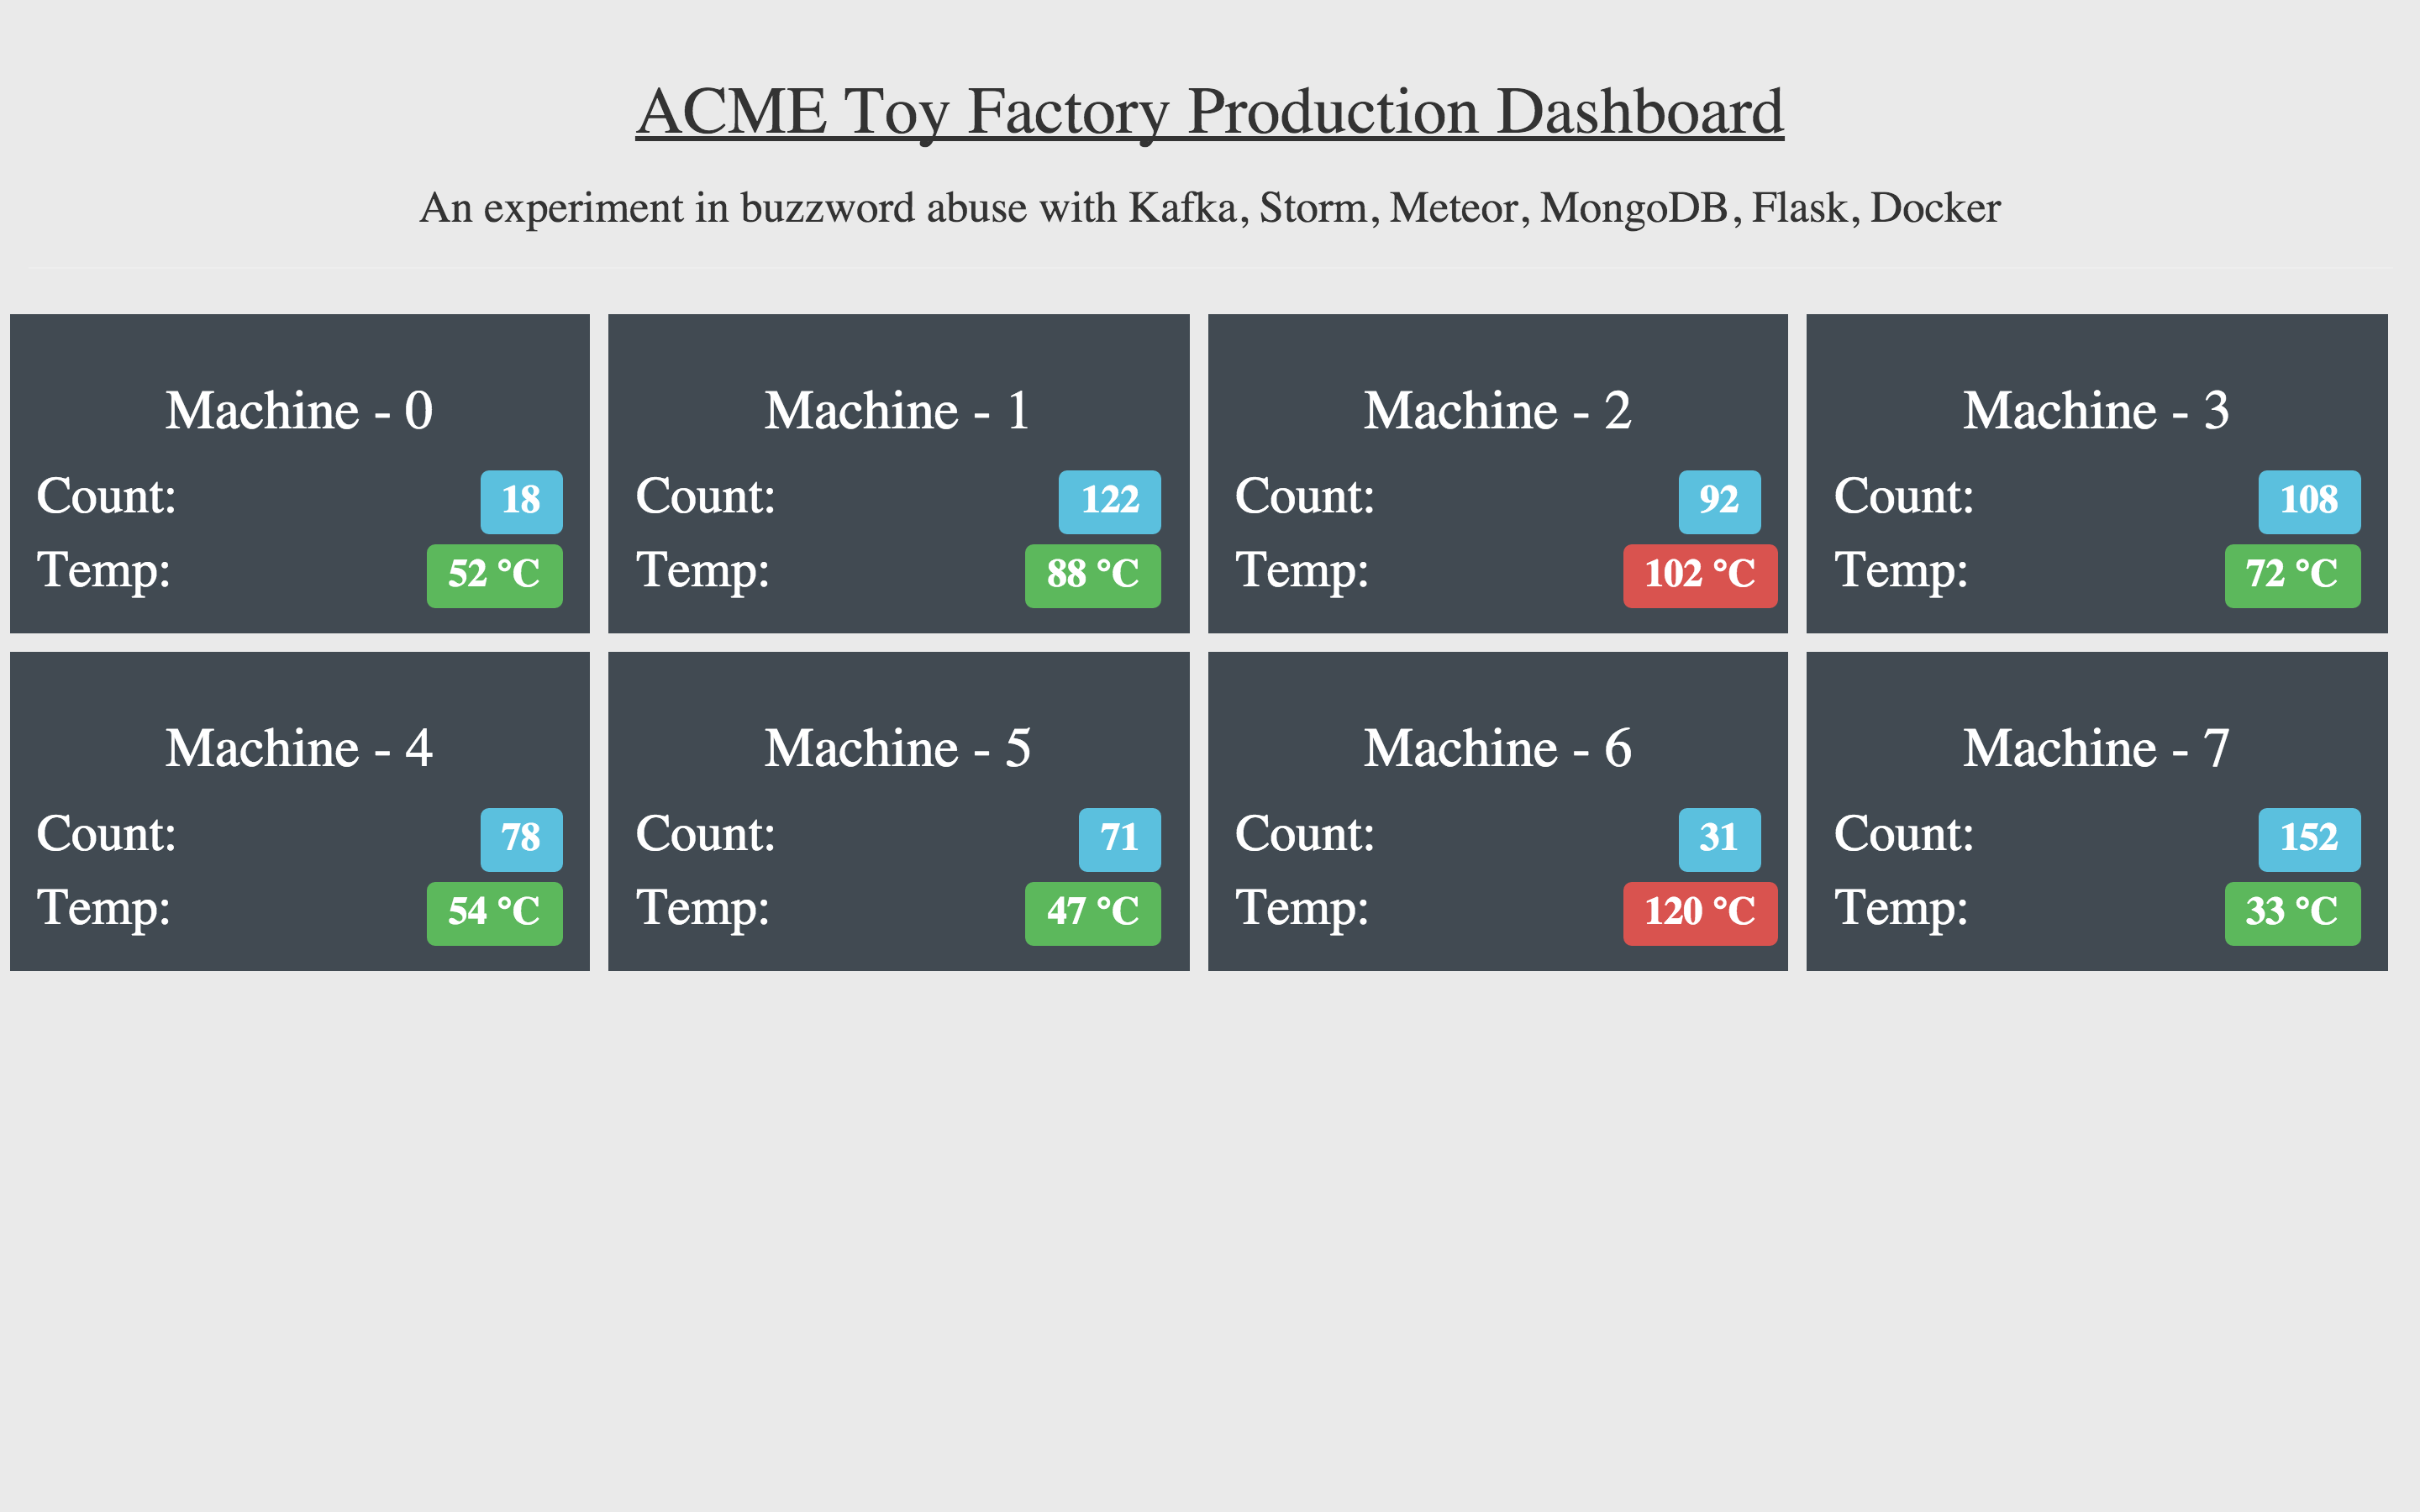 ACME Toy Factory Production Dashboard
An experiment in buzzword abuse with Kafka, Storm, Meteor, MongoDB, Flask, Docker
Machine - 0
Count: 18
Temp: 52 °C
Machine - 1
Count: 122
Temp: 88 °C
Machine - 2
Count: 92
Temp: 102 °C
Machine - 3
Count: 108
Temp: 72 °C
Machine - 4
Count: 78
Temp: 54 °C
Machine - 5
Count: 71
Temp: 47 °C
Machine - 6
Count: 31
Temp: 120 °C
Machine - 7
Count: 152
Temp: 33 °C